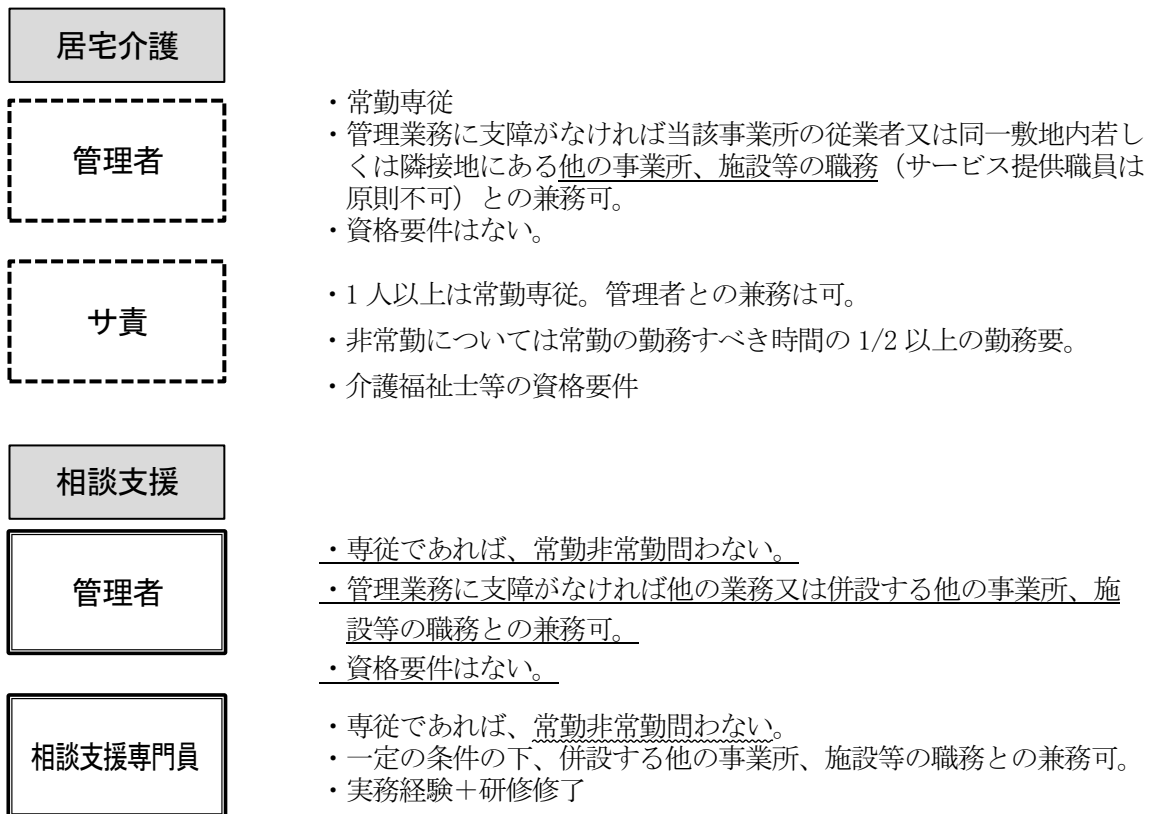 居宅介護
管理者
・常勤専従
・管理業務に支障がなければ当該事業所の従業者又は同一敷地内若し
くは隣接地にある他の事業所、施設等の職務（サービス提供職員は
原則不可）との兼務可。
・資格要件はない。
サ責
・1 人以上は常勤専従。管理者との兼務は可。
・非常勤については常勤の勤務すべき時間の 1/2 以上の勤務要。
・介護福祉士等の資格要件
相談支援
管理者
・専従であれば、常勤非常勤問わない。
・管理業務に支障がなければ他の業務又は併設する他の事業所、施
設等の職務との兼務可。
・資格要件はない。
相談支援専門員
・専従であれば、常勤非常勤問わない。
・一定の条件の下、併設する他の事業所、施設等の職務との兼務可。
・実務経験＋研修修了